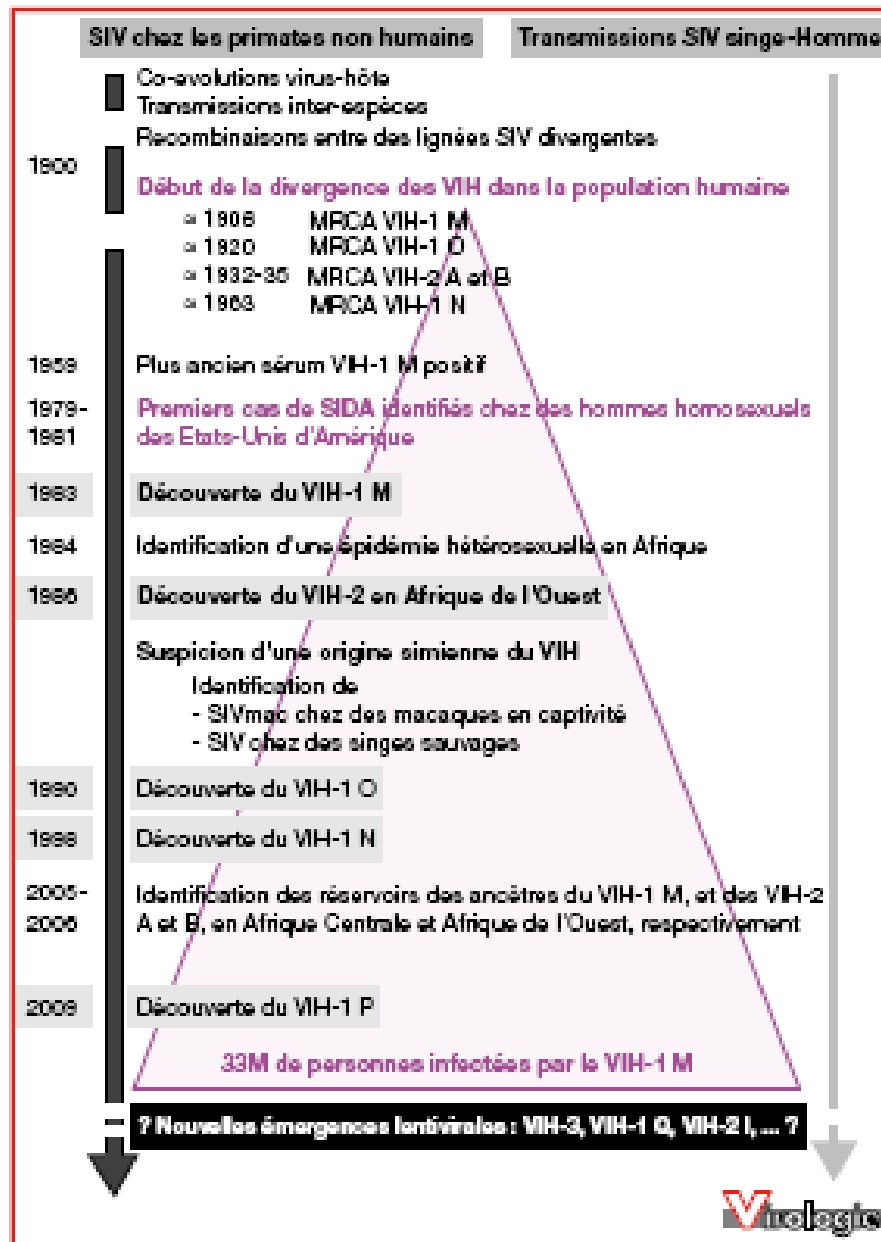 SIV chez les primates non humains
Transmissions SIV singe-Homme
Co-evolutions virus-hôte
Transmissions inter-espèces
Recombinaisons entre des lignées SIV divergentes
1900
Début de la divergence des VIH dans la population humaine
≈ 1908 MRCA VIH-1 M
≈ 1920 MRCA VIH-1 O
≈ 1932-35 MRCA VIH-2 A et B
≈ 1963 MRCA VIH-1 N
1959 Plus ancien sérum VIH-1 M positif
1979- Premiers cas de SIDA identifiés chez des hommes homosexuels
1981 des Etats-Unis d'Amérique
1983 Découverte du VIH-1 M
1984 Identification d'une épidémie hétérosexuelle en Afrique
1986 Découverte du VIH-2 en Afrique de l'Ouest
Suspicion d'une origine simienne du VIH
Identification de
- SIVmac chez des macaques en captivité
- SIV chez des singes sauvages
1990 Découverte du VIH-1 O
1998 Découverte du VIH-1 N
2005- Identification des réservoirs des ancêtres du VIH-1 M, et des VIH-2
2006 A et B, en Afrique Centrale et Afrique de l'Ouest, respectivement
2009 Découverte du VIH-1 P
33M de personnes infectées par le VIH-1 M
? Nouvelles émergences lentivirales : VIH-3, VIH-1 Q, VIH-2 I, ... ?
Virologie